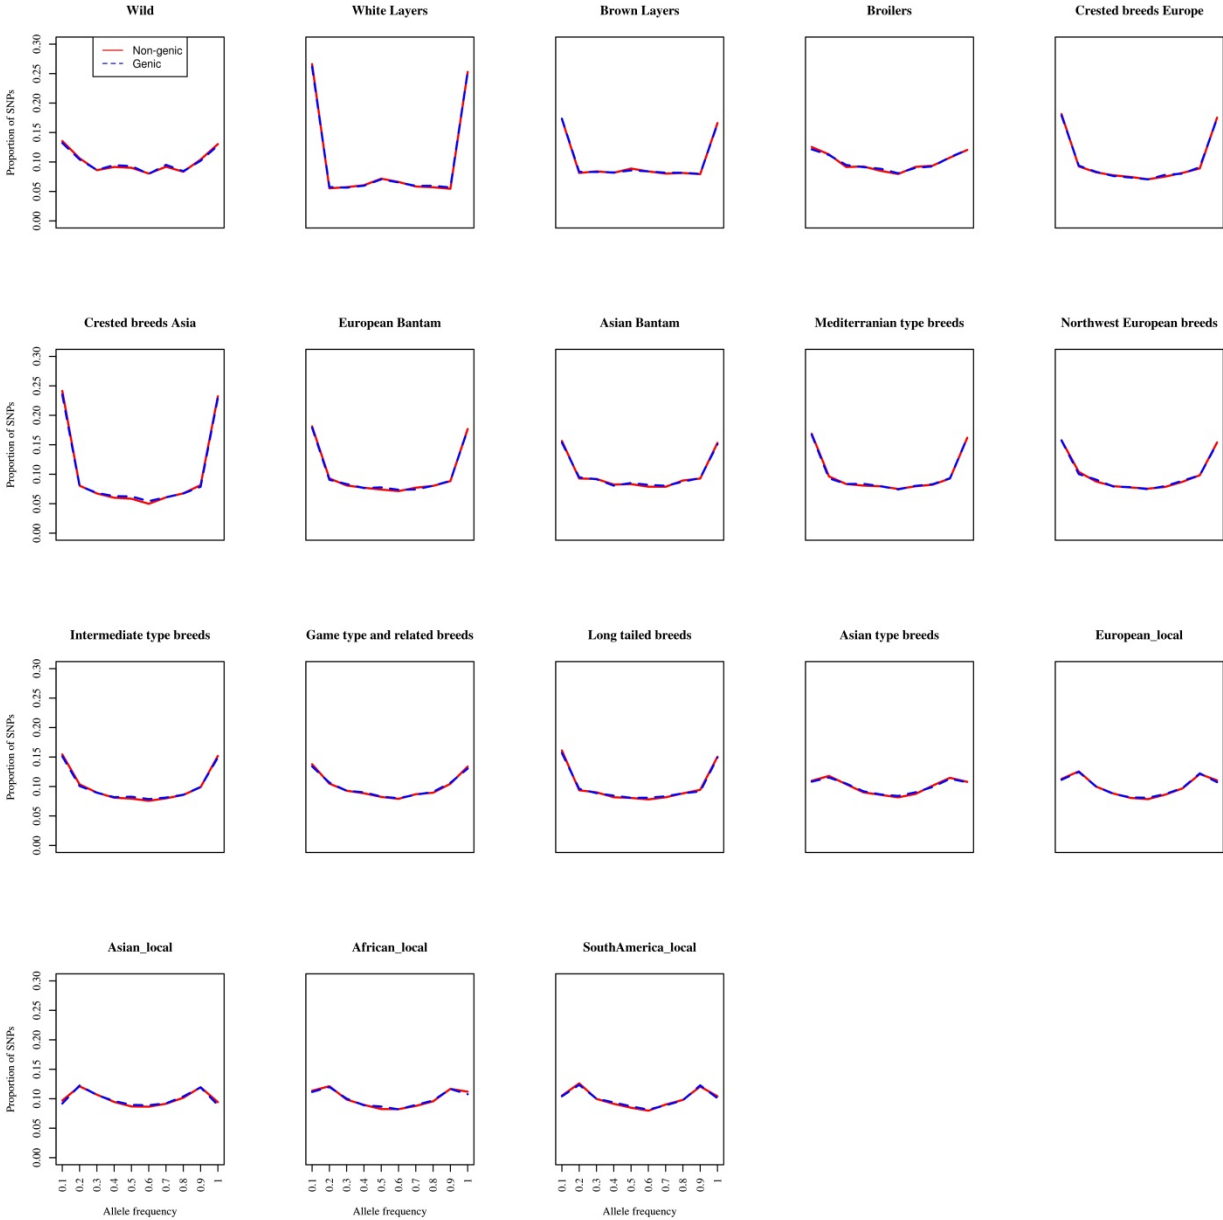 Wild
White Layers
Brown Layers
Broilers
Crested breeds Europe
Proportion of SNPs
0.00 0.05 0.10 0.15 0.20 0.25 0.30
Non-genic
Genic
Crested breeds Asia
European Bantam
Asian Bantam
Mediterranian type breeds
Northwest European breeds
Proportion of SNPs
0.00 0.05 0.10 0.15 0.20 0.25 0.30
Intermediate type breeds
Game type and related breeds
Long tailed breeds
Asian type breeds
European_local
Proportion of SNPs
0.00 0.05 0.10 0.15 0.20 0.25 0.30
Asian_local
African_local
SouthAmerica_local
Proportion of SNPs
0.00 0.05 0.10 0.15 0.20 0.25 0.30
0.1 0.2 0.3 0.4 0.5 0.6 0.7 0.8 0.9 1
0.1 0.2 0.3 0.4 0.5 0.6 0.7 0.8 0.9 1
0.1 0.2 0.3 0.4 0.5 0.6 0.7 0.8 0.9 1
Allele frequency
Allele frequency
Allele frequency